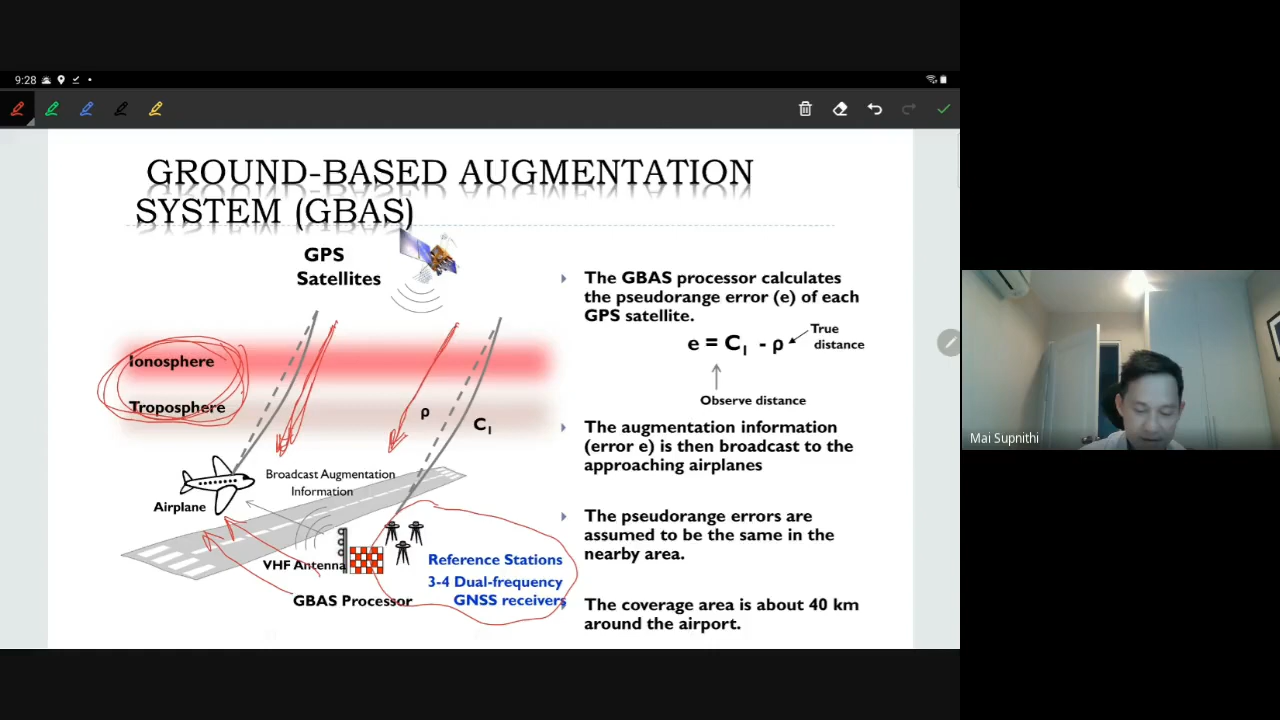 9:28
GROUND-BASED AUGMENTATION
SYSTEM (GBAS)
GPS
Satellites
Ionosphere
Troposphere
ρ
C1
Airplane
Broadcast Augmentation
Information
VHF Antenna
GBAS Processor
Reference Stations
3-4 Dual-frequency
GNSS receivers
The GBAS processor calculates
the pseudorange error (e) of each
GPS satellite.
e = C1 - ρ
True
distance
Observe distance
The augmentation information
(error e) is then broadcast to the
approaching airplanes
The pseudorange errors are
assumed to be the same in the
nearby area.
The coverage area is about 40 km
around the airport.
Mai Supnithi